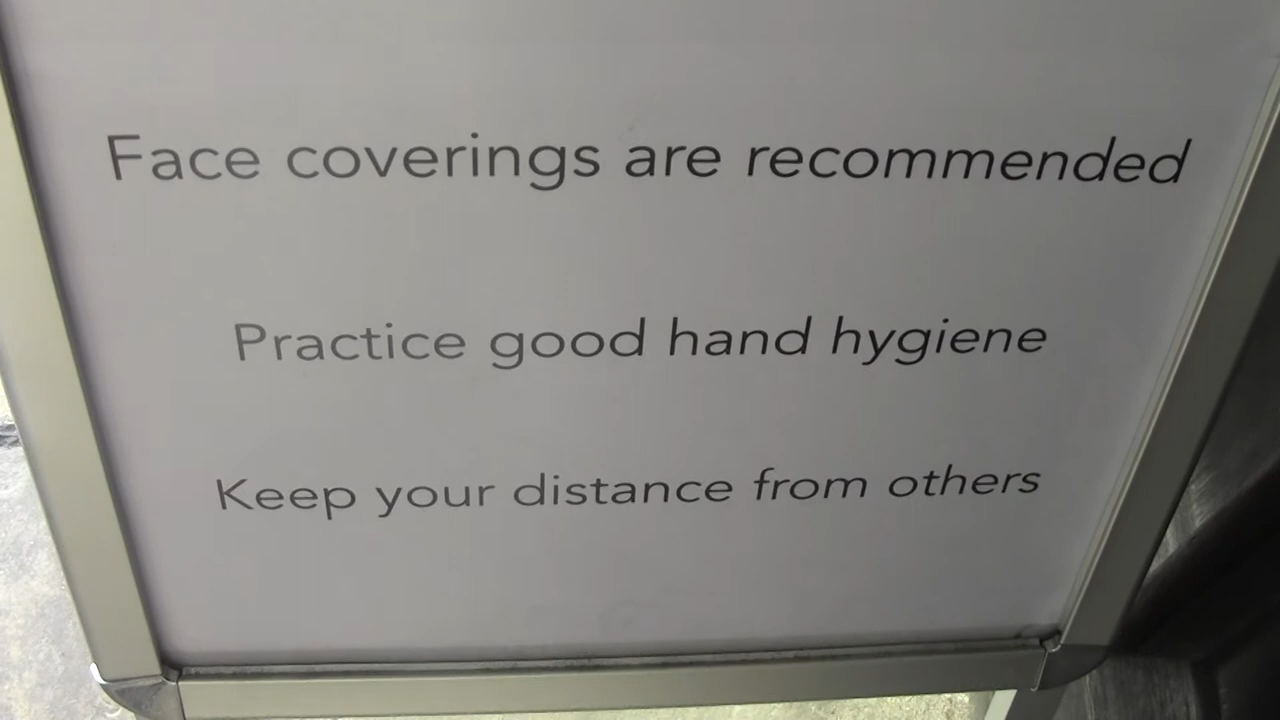 Face coverings are recommended
Practice good hand hygiene
Keep your distance from others